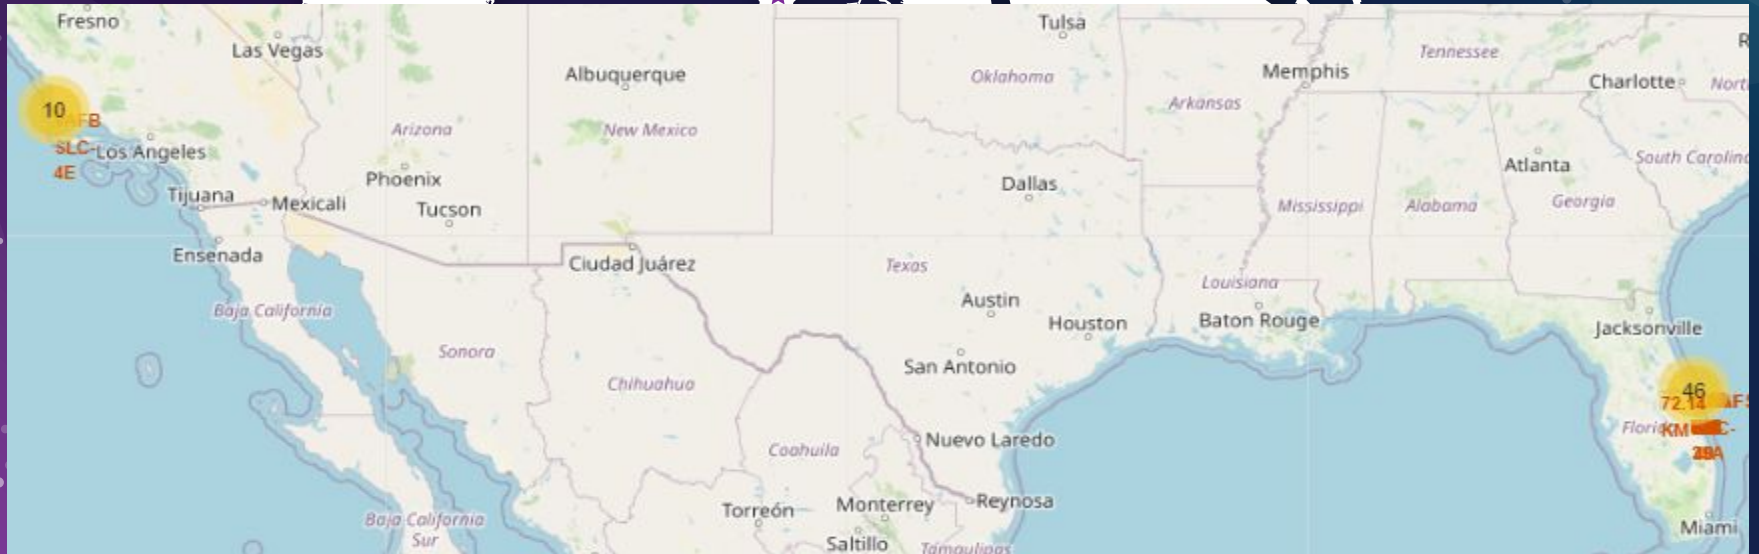 Fresno
Tulsa
Las Vegas
Tennessee
Albuquerque
Oklahoma
Memphis
Charlotte
10
Arkansas
AFB
Arizona
New Mexico
SLC-
Los Angeles
4E
Atlanta
South Carolina
Phoenix
Dallas
Tijuana
Mexicali
Tucson
Mississippi
Alabama
Georgia
Ensenada
Ciudad Juárez
Texas
Louisiana
Baja California
Austin
Houston
Baton Rouge
Jacksonville
Sonora
San Antonio
Chihuahua
46
72.14
KM
Nuevo Laredo
Coahuila
Torreón
Monterrey
Reynosa
Baja California
Sur
Saltillo
Tamaulipas
Miami